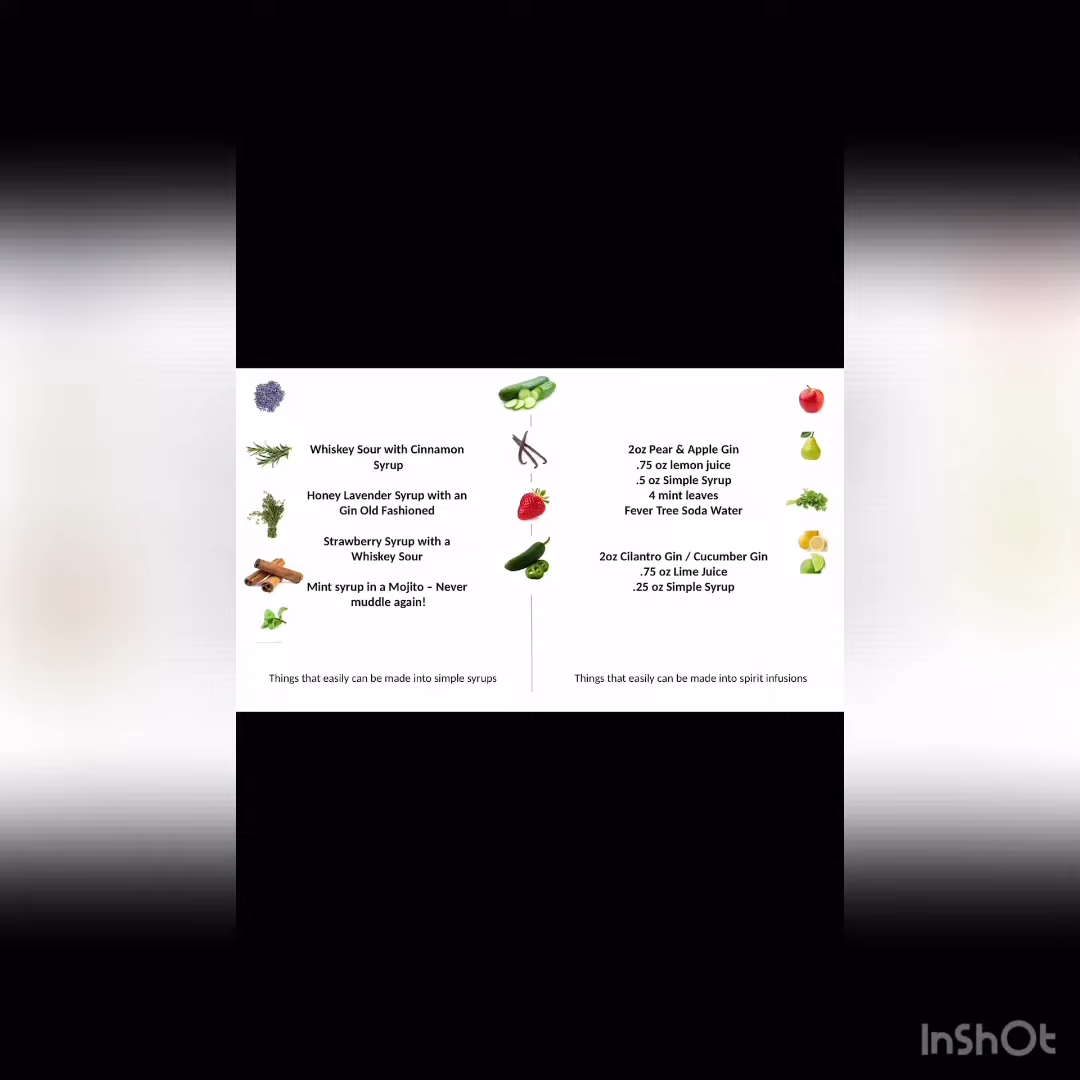 Whiskey Sour with Cinnamon
Syrup
Honey Lavender Syrup with an
Gin Old Fashioned
Strawberry Syrup with a
Whiskey Sour
Mint syrup in a Mojito – Never
muddle again!
Things that easily can be made into simple syrups
2oz Pear & Apple Gin
.75 oz lemon juice
.5 oz Simple Syrup
4 mint leaves
Fever Tree Soda Water
2oz Cilantro Gin / Cucumber Gin
.75 oz Lime Juice
.25 oz Simple Syrup
Things that easily can be made into spirit infusions
InShOt